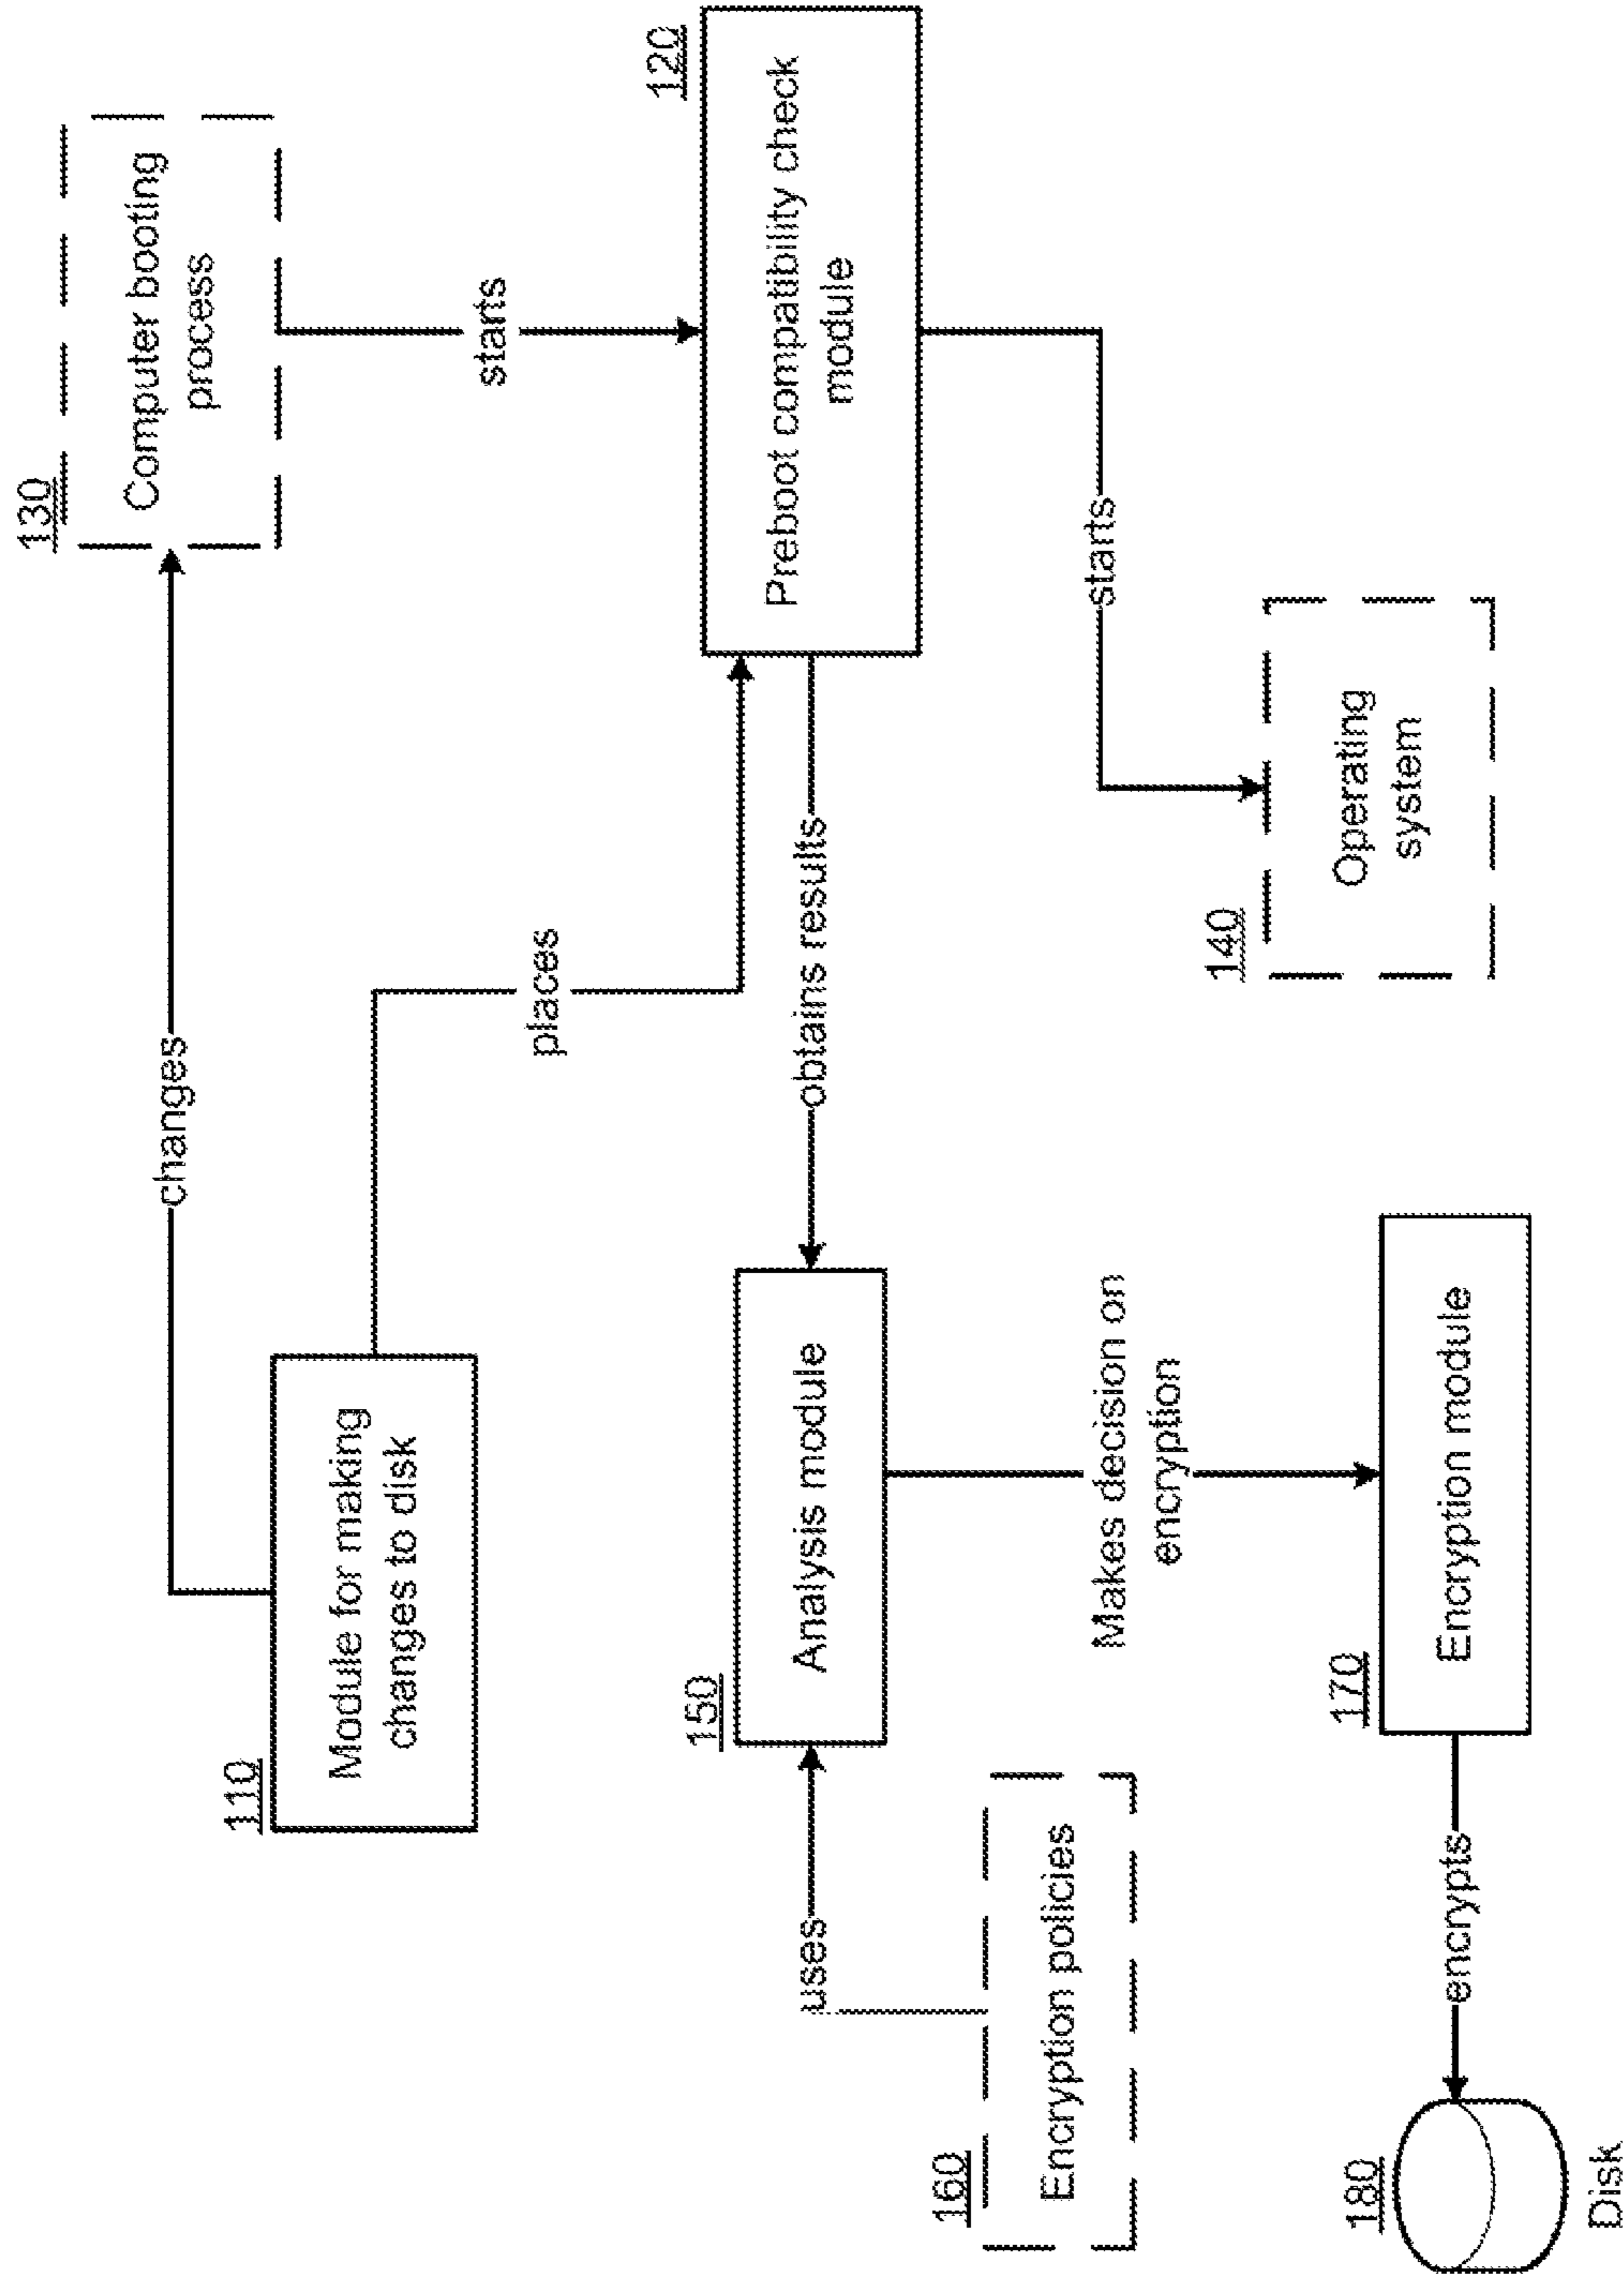 130
Computer booting
process
changes
110
Module for making
changes to disk
starts
places
120
Preboot compatibility check
module
150
Analysis module
obtains results
uses
160
Encryption policies
Makes decision on
encryption
starts
140
Operating
system
170
Encryption module
encrypts
180
Disk